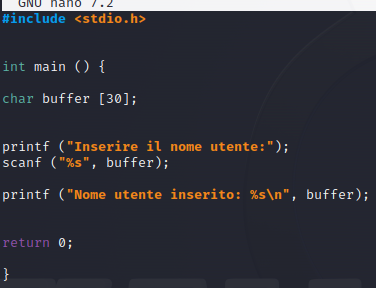 GNU nano 7.2
#include <stdio.h>
int main () {
char buffer [30];
printf ("Inserire il nome utente:");
scanf ("%s", buffer);
printf ("Nome utente inserito: %s\n", buffer);
return 0;
}